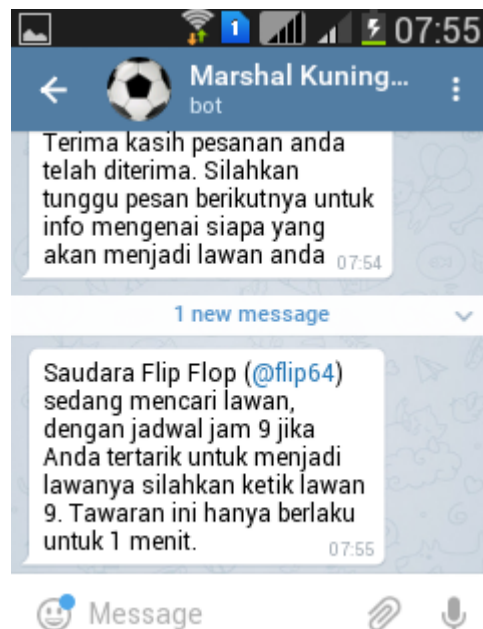 1 07:55
Marshal Kuning...
bot
Terima kasih pesanan anda
telah diterima. Silahkan
tunggu pesan berikutnya untuk
info mengenai siapa yang
akan menjadi lawan anda 07:54
1 new message
Saudara Flip Flop (@flip64)
sedang mencari lawan,
dengan jadwal jam 9 jika
Anda tertarik untuk menjadi
lawanya silahkan ketik lawan
9. Tawaran ini hanya berlaku
untuk 1 menit. 07:55
Message